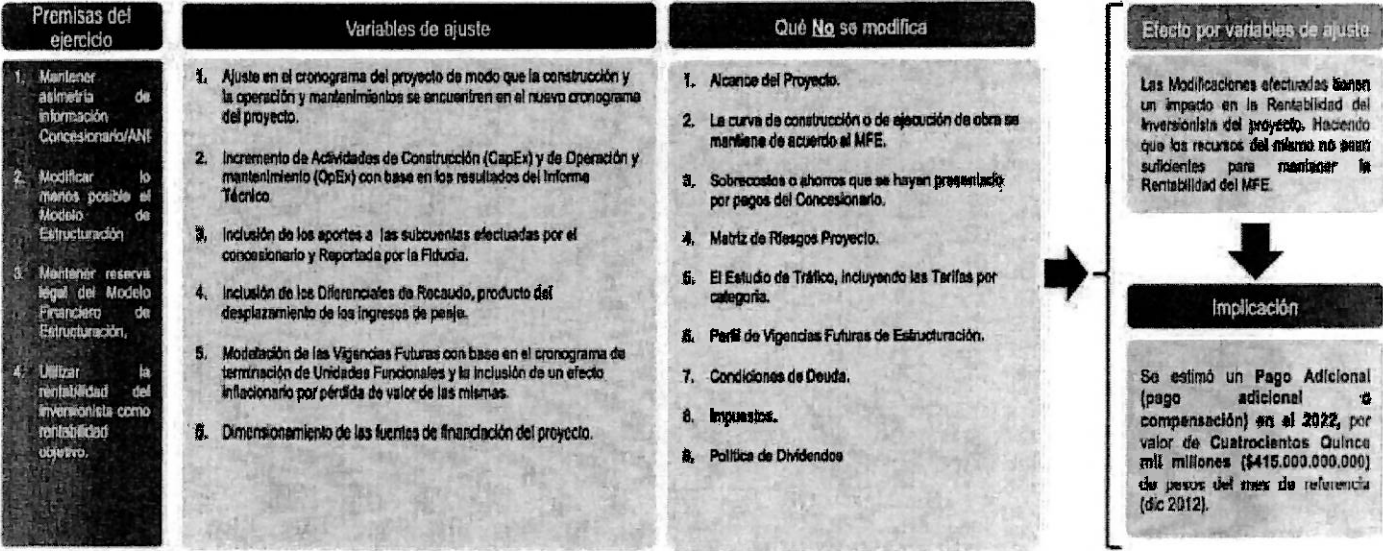 Premisas del
ejercicio
1. Mantener
asimetría de
información
Concesionario/ANI
2. Modificar lo
menos posible el
Modelo de
Estructuración
3. Mantener reserva
legal del Modelo
Financiero de
Estructuración.
4. Utilizar la
rentabilidad del
inversionista como
rentabilidad
objetivo.
Variables de ajuste
1. Ajuste en el cronograma del proyecto de modo que la construcción y
la operación y mantenimientos se encuentren en el nuevo cronograma
del proyecto.
2. Incremento de Actividades de Construcción (CapEx) y de Operación y
mantenimiento (OpEx) con base en los resultados del Informe
Técnico
3. Inclusión de los aportes a las subcuentas efectuadas por el
concesionario y Reportada por la Fiducia.
4. Inclusión de los Diferenciales de Recaudo, producto del
desplazamiento de los ingresos de peaje.
5. Modelación de las Vigencias Futuras con base en el cronograma de
terminación de Unidades Funcionales y la inclusión de un efecto
inflacionario por pérdida de valor de las mismas.
6. Dimensionamiento de las fuentes de financiación del proyecto.
Qué No se modifica
1. Alcance del Proyecto.
2. La curva de construcción o de ejecución de obra se
mantiene de acuerdo al MFE.
3. Sobrecostos o ahorros que se hayan presentado
por pagos del Concesionario.
4. Matriz de Riesgos Proyecto.
5. El Estudio de Tráfico, incluyendo las Tarifas por
categoría.
6. Perfil de Vigencias Futuras de Estructuración.
7. Condiciones de Deuda.
8. Impuestos.
9. Política de Dividendos
Efecto por variables de ajuste
Las Modificaciones efectuadas tienen
un impacto en la Rentabilidad del
Inversionista del proyecto. Haciendo
que los recursos del mismo no sean
suficientes para mantener la
Rentabilidad del MFE.
Implicación
Se estimó un Pago Adicional
(pago adicional o
compensación) en el 2022, por
valor de Cuatrocientos Quince
mil millones ($415.000.000.000)
de pesos del mes de referencia
(dic 2012).